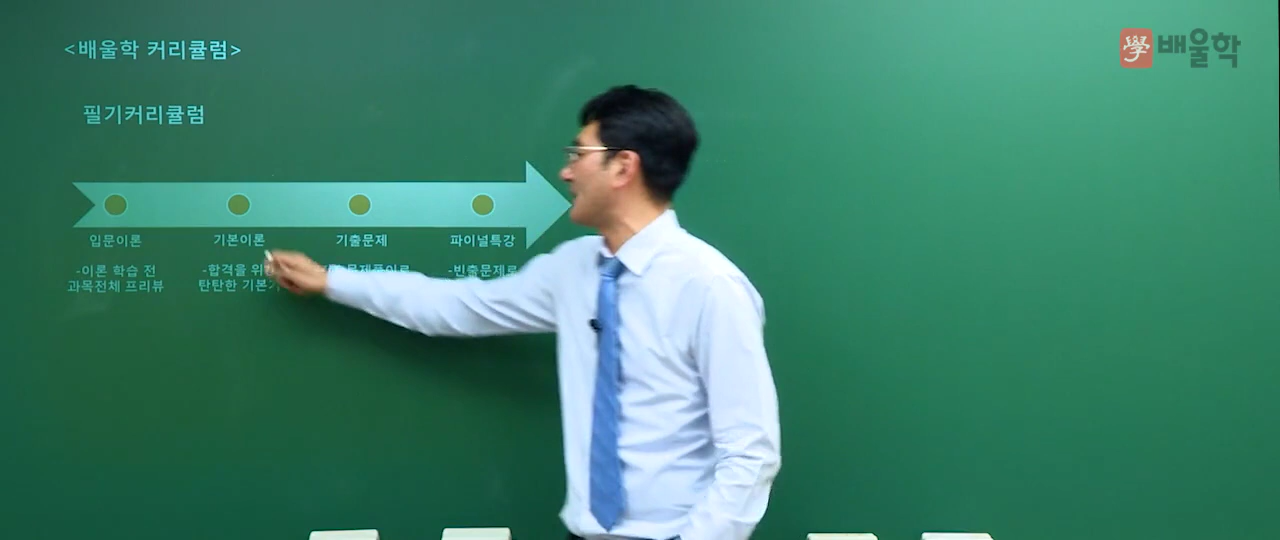 <배울학 커리큘럼>
學 배울학
필기커리큘럼
입문이론
기본이론
기출문제
파이널특강
-이론 학습 전
과목전체 프리뷰
-합격을
탄탄한
-빈출문제로